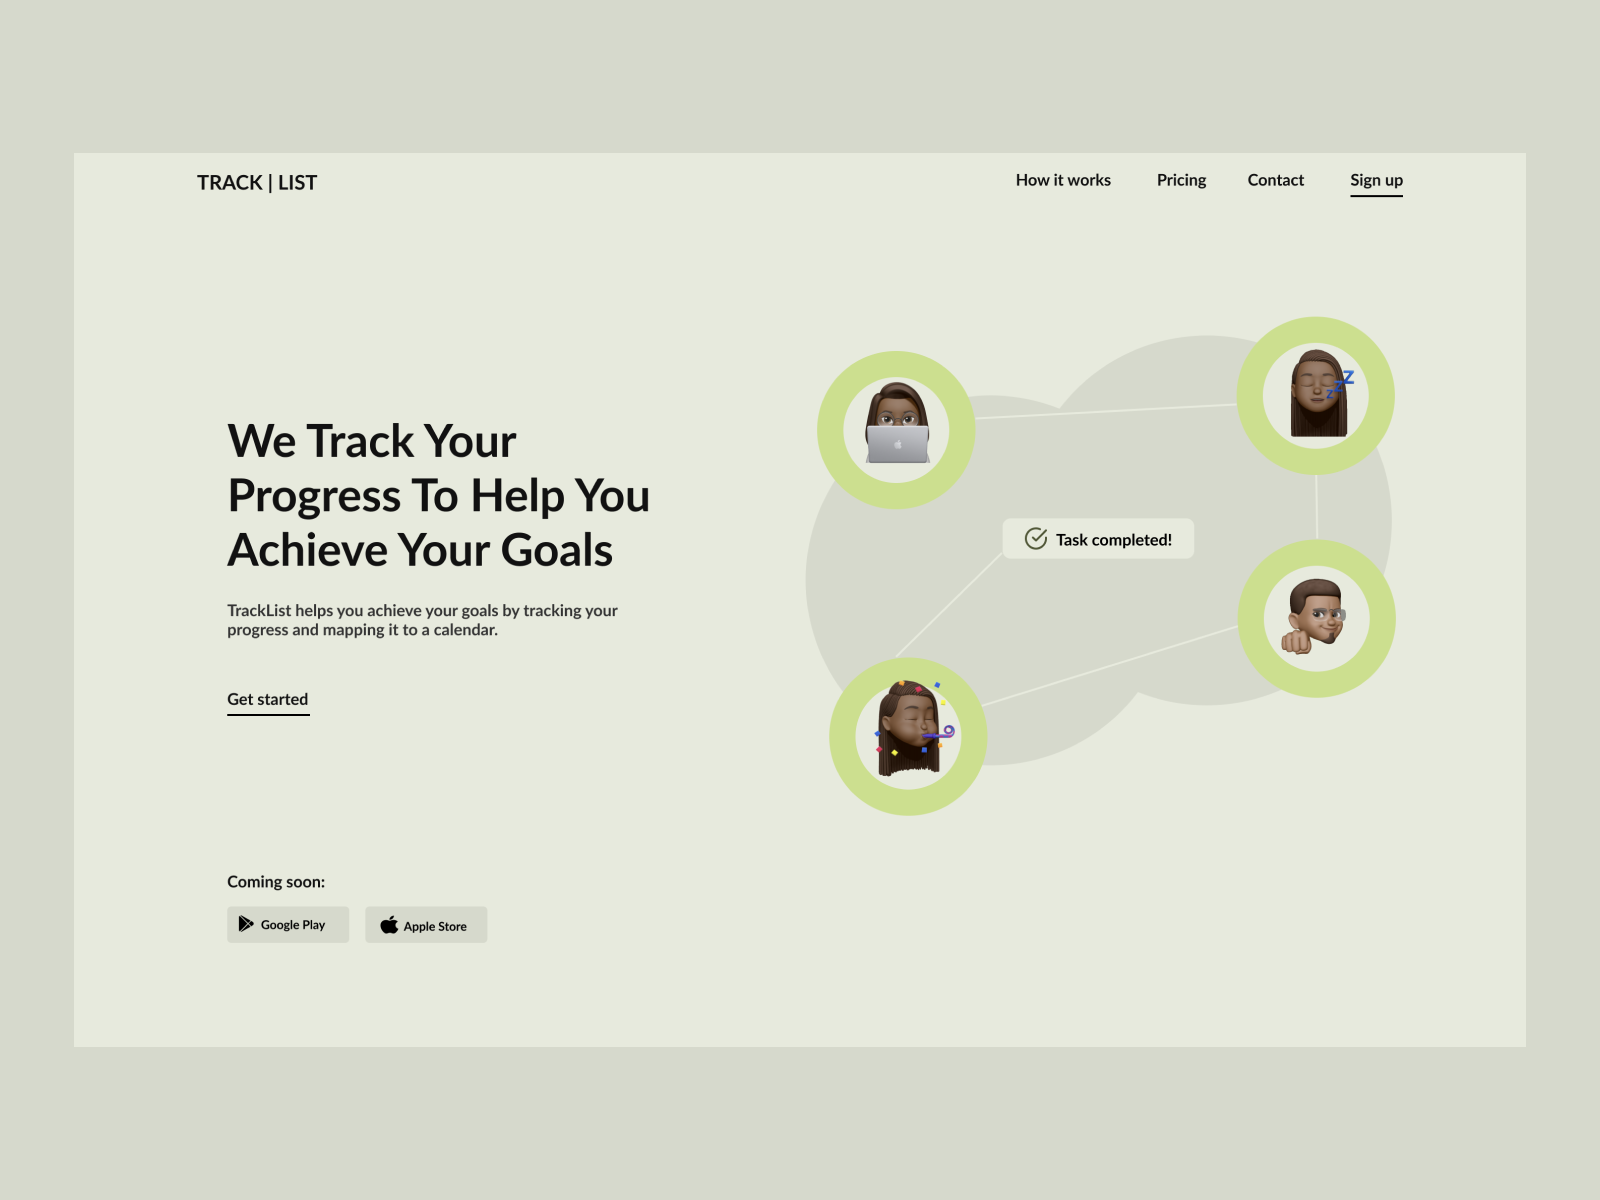 TRACK | LIST
How it works
Pricing
Contact
Sign up
We Track Your
Progress To Help You
Achieve Your Goals
TrackList helps you achieve your goals by tracking your
progress and mapping it to a calendar.
Get started
Task completed!
zzZ
Coming soon:
Google Play
Apple Store